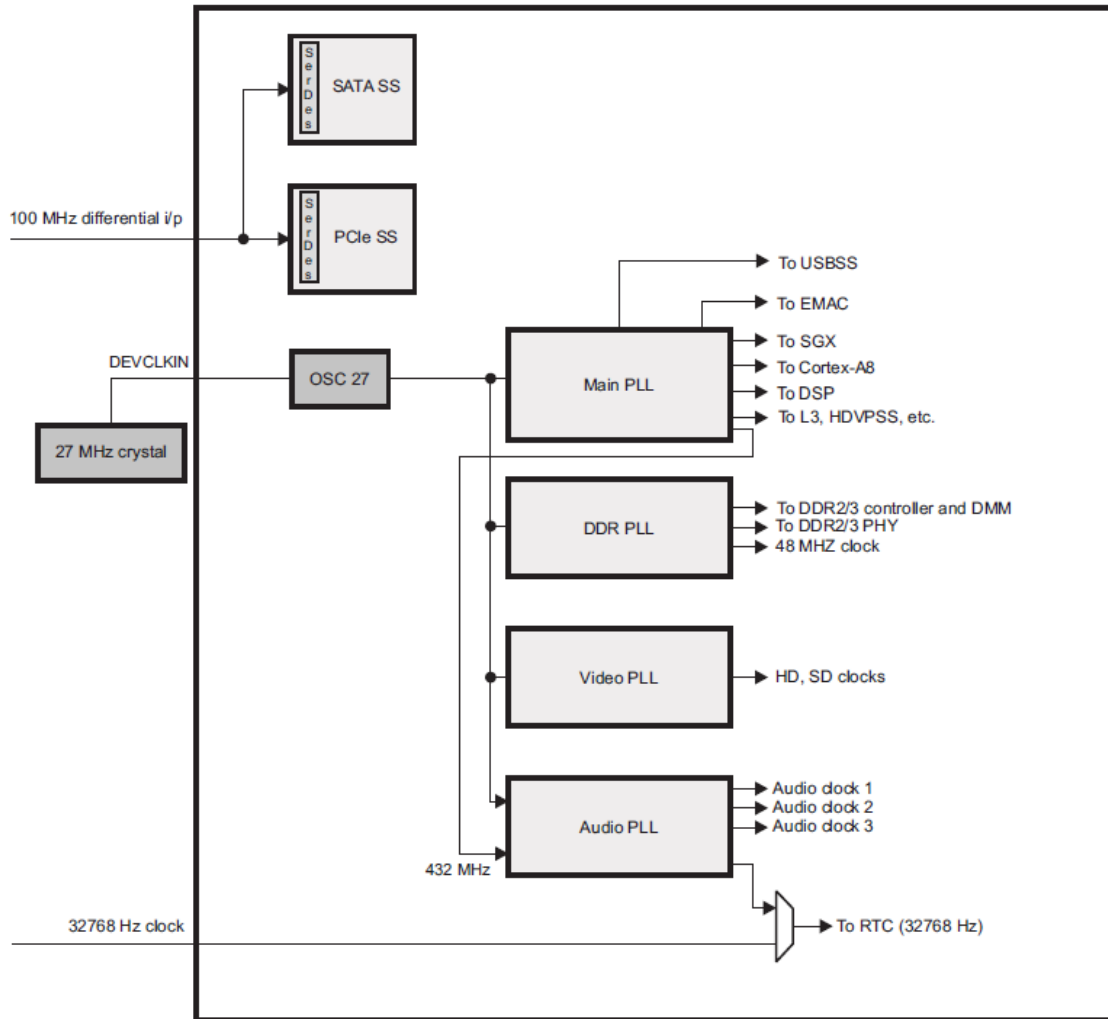 SerDes
SATA SS
SerDes
PCIe SS
100 MHz differential i/p
To USBSS
To EMAC
To SGX
To Cortex-A8
To DSP
To L3, HDVPSS, etc.
DEVCLKIN
OSC 27
Main PLL
27 MHz crystal
To DDR2/3 controller and DMM
To DDR2/3 PHY
48 MHZ clock
DDR PLL
Video PLL
HD, SD clocks
Audio clock 1
Audio clock 2
Audio clock 3
Audio PLL
432 MHz
32768 Hz clock
To RTC (32768 Hz)